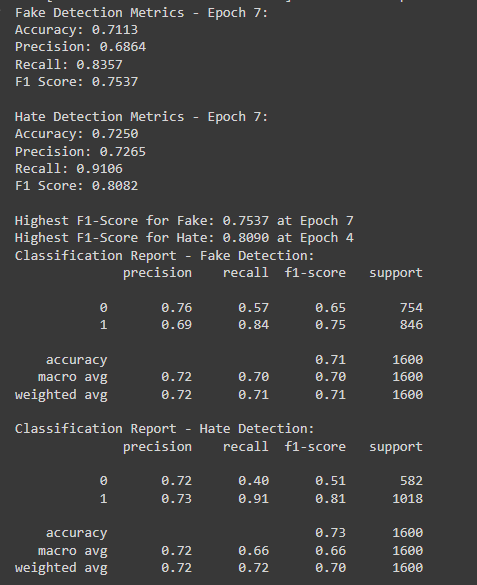 Fake Detection Metrics - Epoch 7:
Accuracy: 0.7113
Precision: 0.6864
Recall: 0.8357
F1 Score: 0.7537
Hate Detection Metrics - Epoch 7:
Accuracy: 0.7250
Precision: 0.7265
Recall: 0.9106
F1 Score: 0.8082
Highest F1-Score for Fake: 0.7537 at Epoch 7
Highest F1-Score for Hate: 0.8090 at Epoch 4
Classification Report - Fake Detection:
precision recall f1-score support
0 0.76 0.57 0.65 754
1 0.69 0.84 0.75 846
accuracy 0.71 1600
macro avg 0.72 0.70 0.70 1600
weighted avg 0.72 0.71 0.71 1600
Classification Report - Hate Detection:
precision recall f1-score support
0 0.72 0.40 0.51 582
1 0.73 0.91 0.81 1018
accuracy 0.73 1600
macro avg 0.72 0.66 0.66 1600
weighted avg 0.72 0.72 0.70 1600